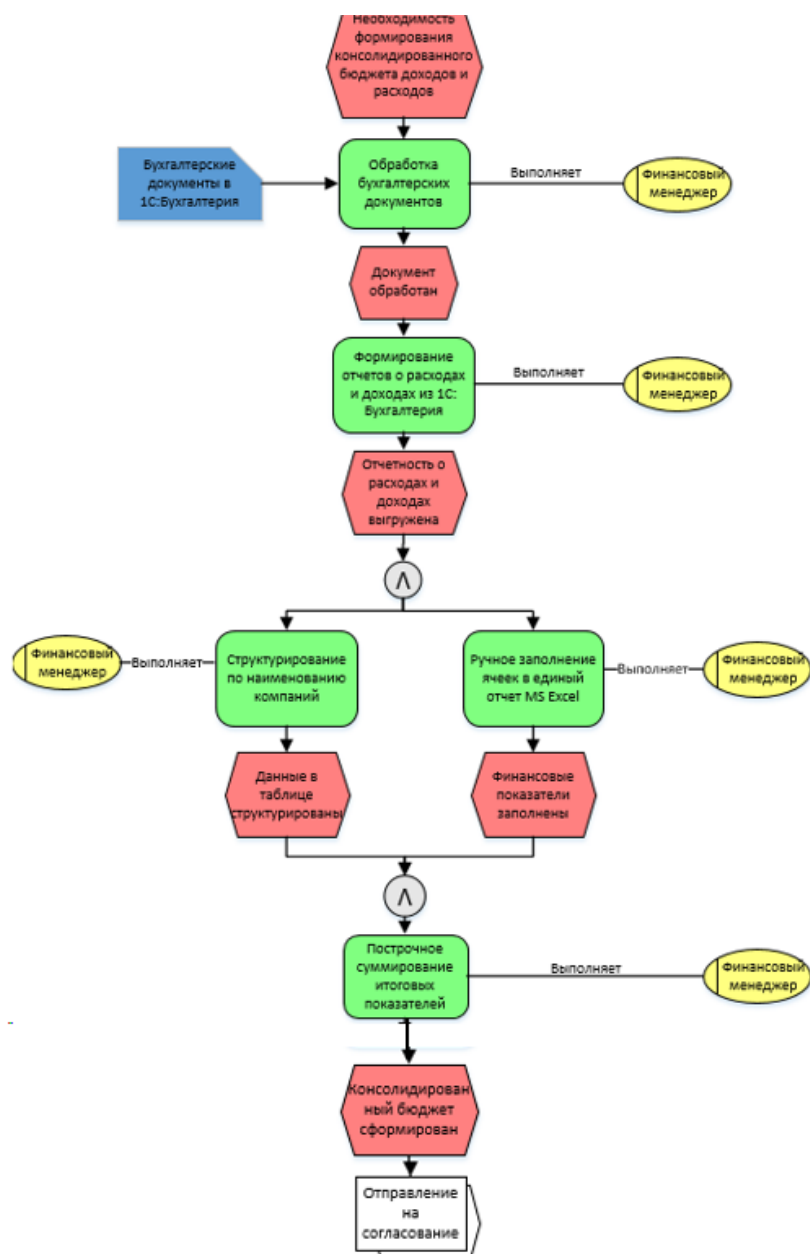 Необходимость
формирования
консолидированного
бюджета доходов и
расходов
Бухгалтерские
документы в
1С:Бухгалтерия
Обработка
бухгалтерских
документов
Выполняет
Финансовый
менеджер
Документ
обработан
Формирование
отчетов о расходах
и доходах из 1С:
Бухгалтерия
Выполняет
Финансовый
менеджер
Отчетность о
расходах и
доходах
выгружена
Λ
Финансовый
менеджер
Выполняет
Структурирование
по наименованию
компаний
Ручное заполнение
ячеек в единый
отчет MS Excel
Выполняет
Финансовый
менеджер
Данные в
таблице
структурированы
Финансовые
показатели
заполнены
Λ
Построчное
суммирование
итоговых
показателей
Выполняет
Финансовый
менеджер
Консолидирован
ный бюджет
сформирован
Отправление
на
согласование